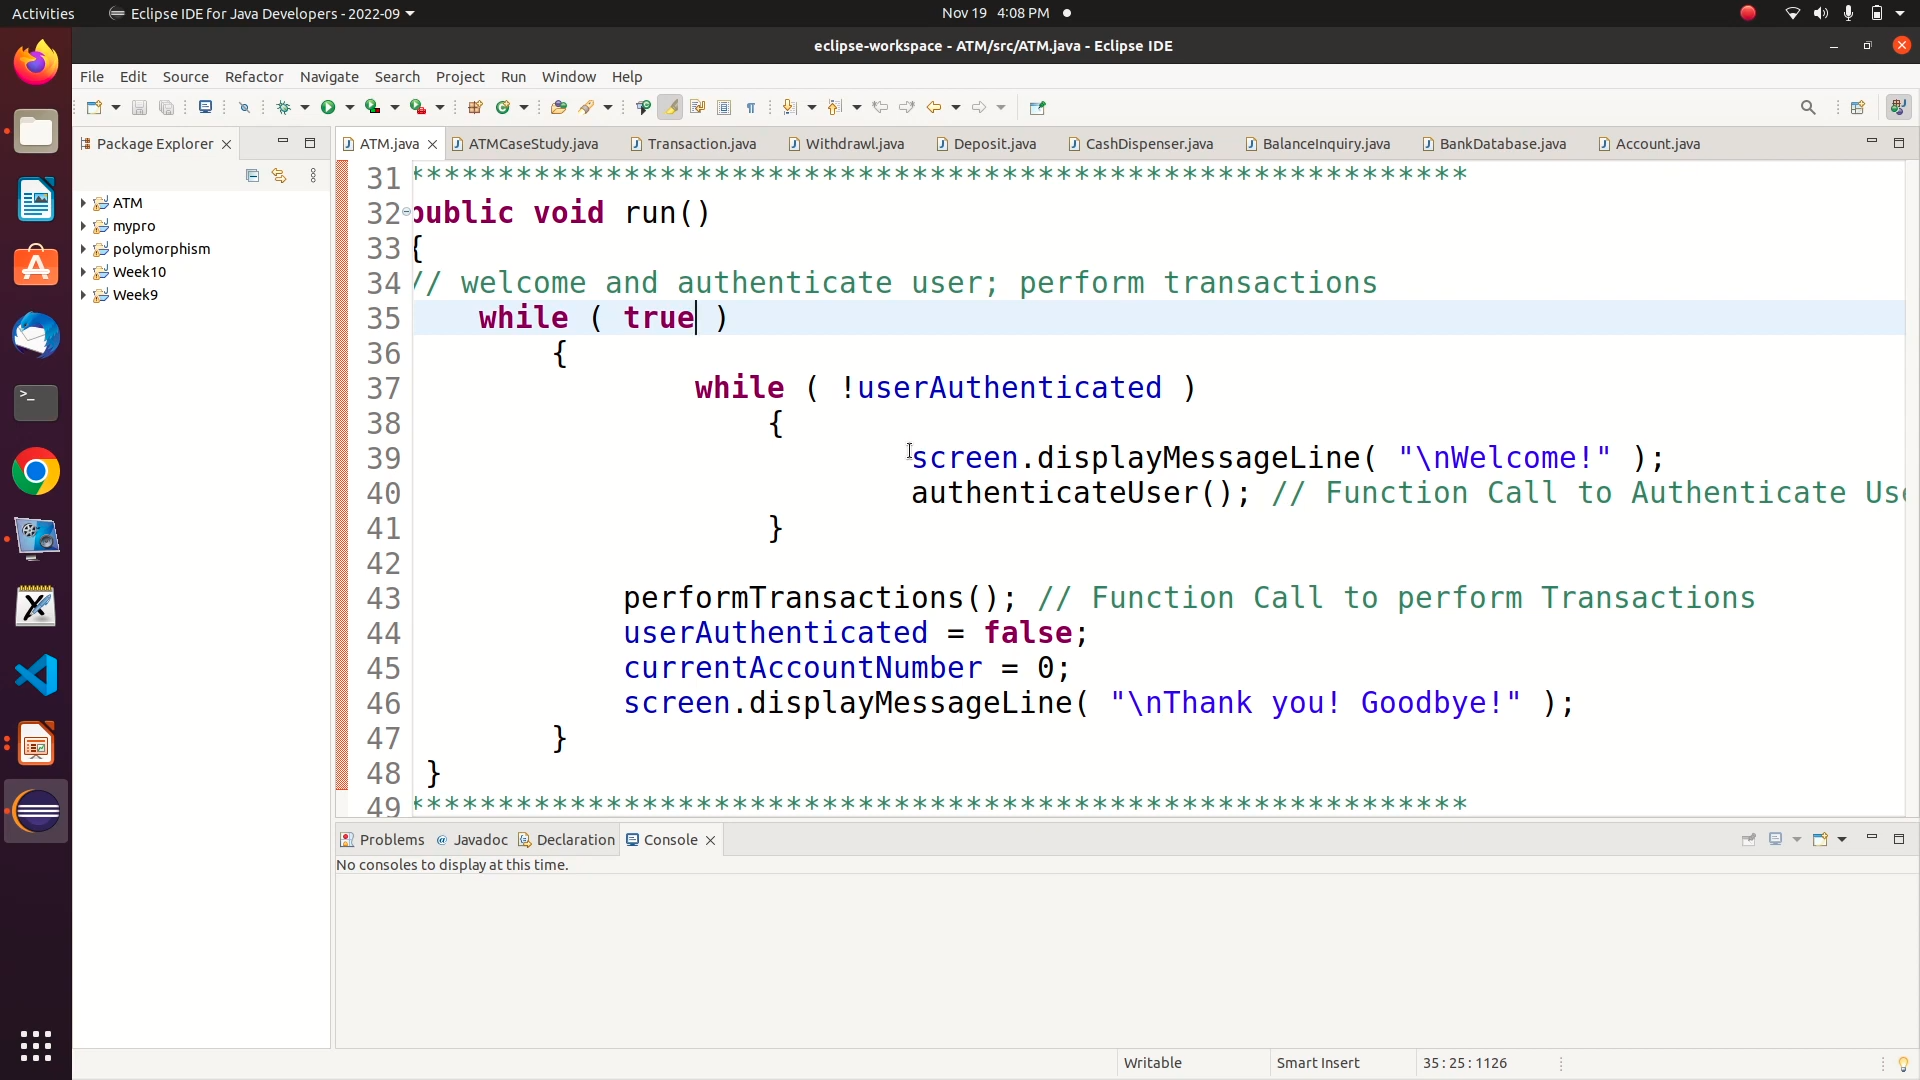 Activities
Eclipse IDE for Java Developers - 2022-09
Nov 19 4:08 PM
eclipse-workspace - ATM/src/ATM.java - Eclipse IDE
File Edit Source Refactor Navigate Search Project Run Window Help
Package Explorer
ATM.java ATMCaseStudy.java Transaction.java Withdrawl.java Deposit.java CashDispenser.java BalanceInquiry.java BankDatabase.java Account.java
ATM
mypro
polymorphism
Week10
Week9
31 **********************************************************
32 public void run()
33 {
34 // welcome and authenticate user; perform transactions
35 while ( true )
36 {
37 while ( !userAuthenticated )
38 {
39 screen.displayMessageLine( "\nWelcome!" );
40 authenticateUser(); // Function Call to Authenticate Use
41 }
42
43 performTransactions(); // Function Call to perform Transactions
44 userAuthenticated = false;
45 currentAccountNumber = 0;
46 screen.displayMessageLine( "\nThank you! Goodbye!" );
47 }
48 }
49 **********************************************************
Problems @ Javadoc Declaration Console
No consoles to display at this time.
Writable Smart Insert 35 : 25 : 1126